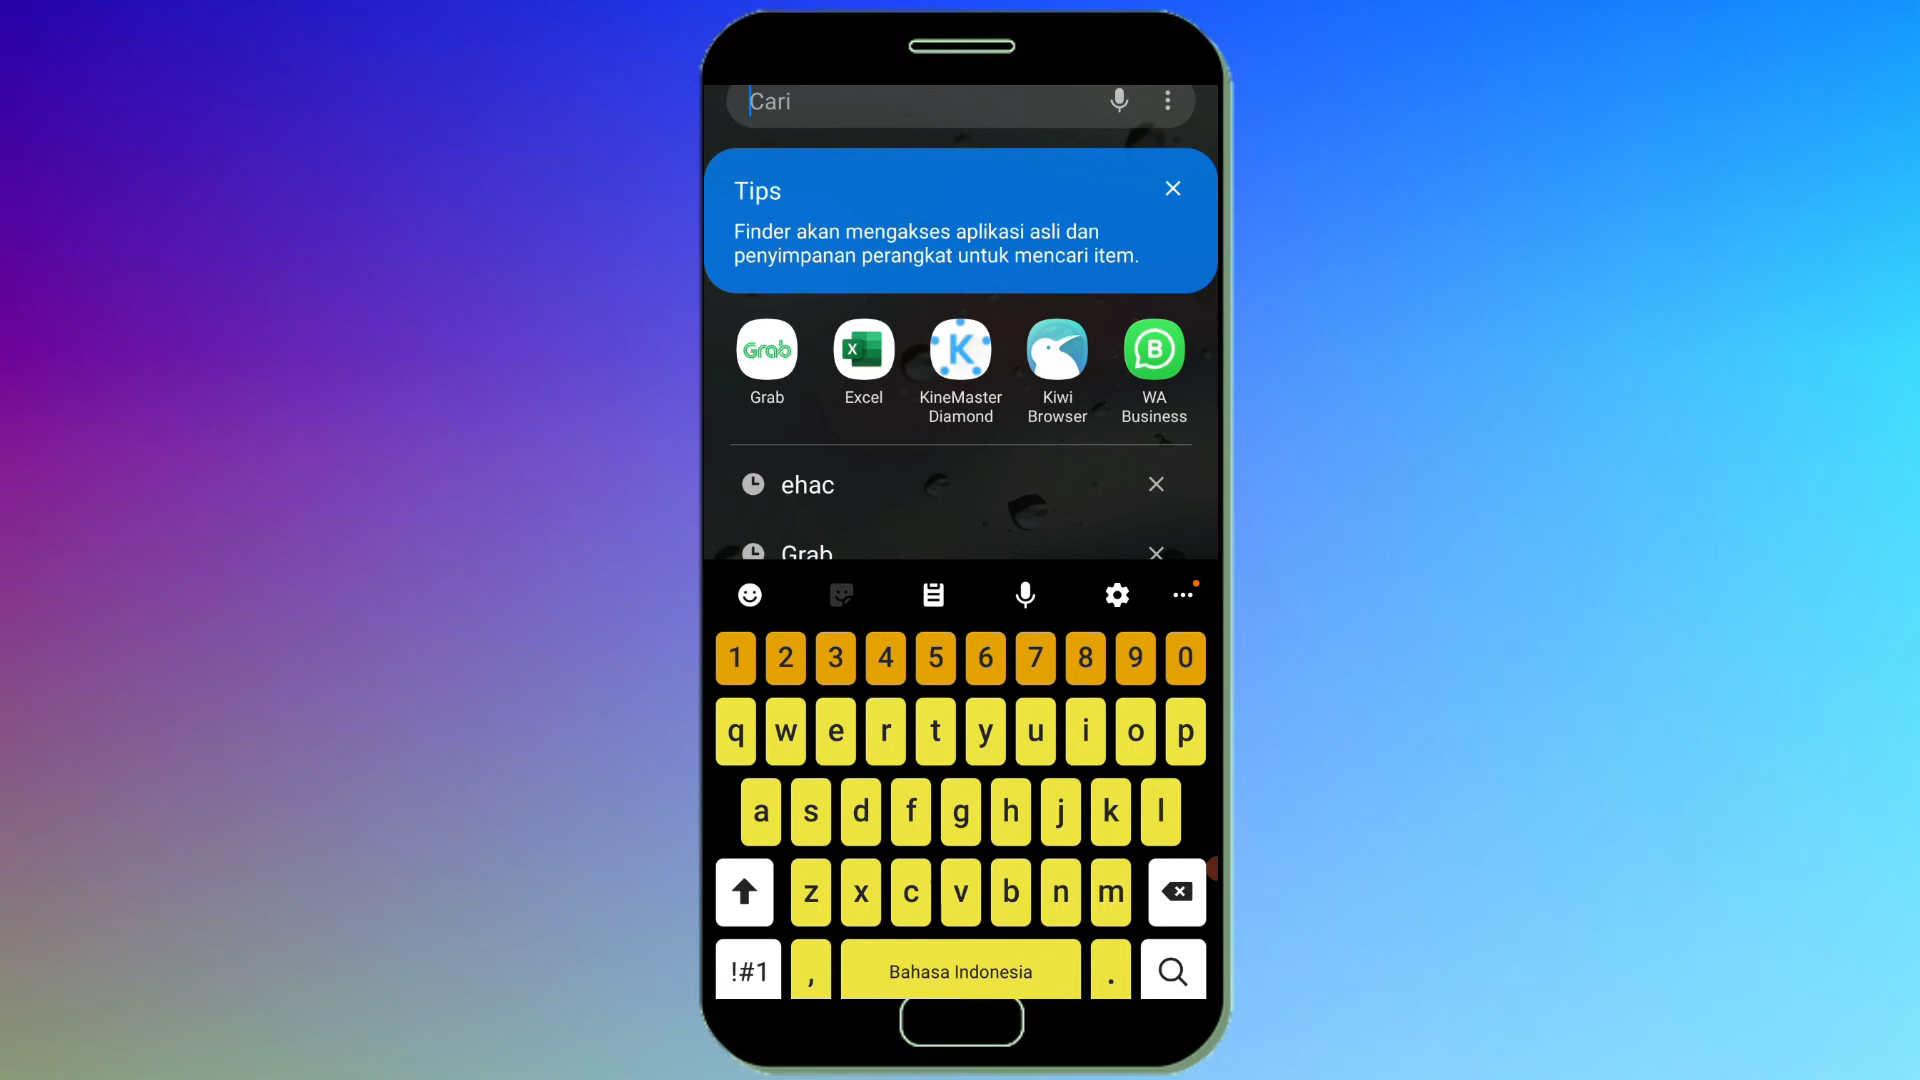 Cari
Tips
Finder akan mengakses aplikasi asli dan
penyimpanan perangkat untuk mencari item.
Grab
X
K
B
Grab
Excel
KineMaster
Diamond
Kiwi
Browser
WA
Business
ehac
Grab
1 2 3 4 5 6 7 8 9 0
q w e r t y u i o p
a s d f g h j k l
z x c v b n m
!#1 , Bahasa Indonesia .